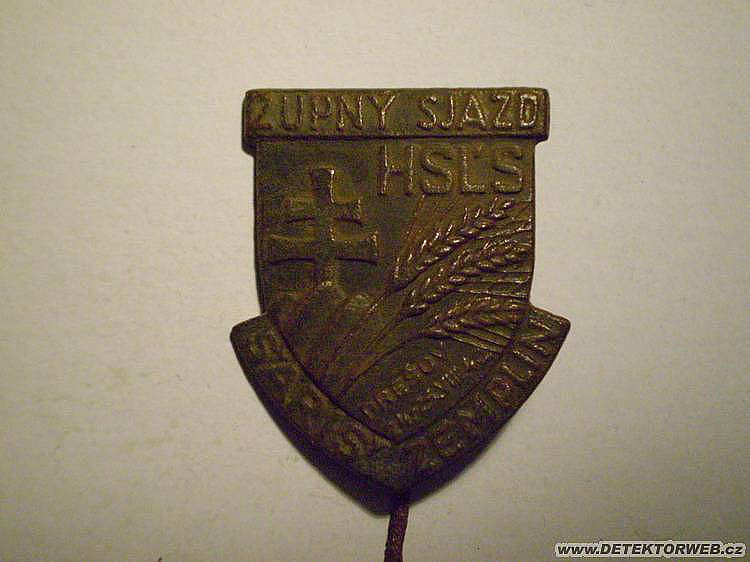 ŽUPNÝ SJAZD
HSĽS
PREŠOV
ŠARIŠ ZEMPLÍN
www.DETEKTORWEB.cz